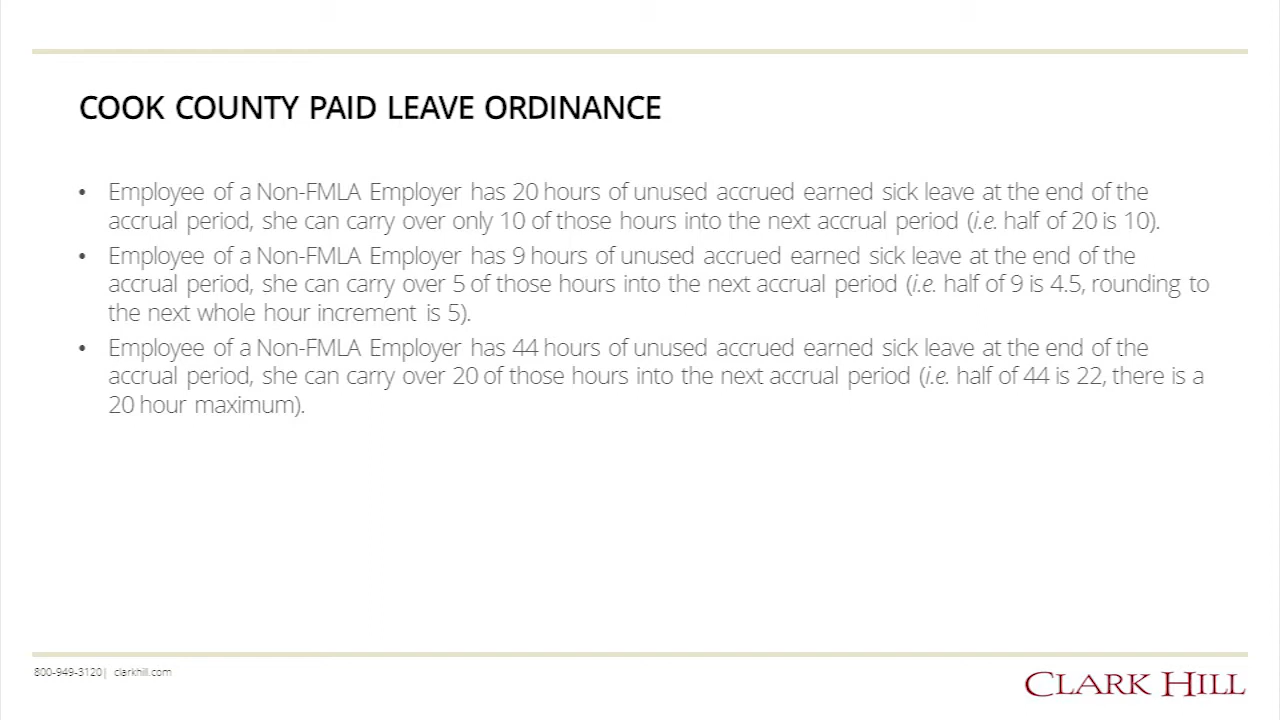 COOK COUNTY PAID LEAVE ORDINANCE
• Employee of a Non-FMLA Employer has 20 hours of unused accrued earned sick leave at the end of the
accrual period, she can carry over only 10 of those hours into the next accrual period (i.e. half of 20 is 10).
• Employee of a Non-FMLA Employer has 9 hours of unused accrued earned sick leave at the end of the
accrual period, she can carry over 5 of those hours into the next accrual period (i.e. half of 9 is 4.5, rounding to
the next whole hour increment is 5).
• Employee of a Non-FMLA Employer has 44 hours of unused accrued earned sick leave at the end of the
accrual period, she can carry over 20 of those hours into the next accrual period (i.e. half of 44 is 22, there is a
20 hour maximum).
800-949-3120| clarkhill.com
CLARK HILL